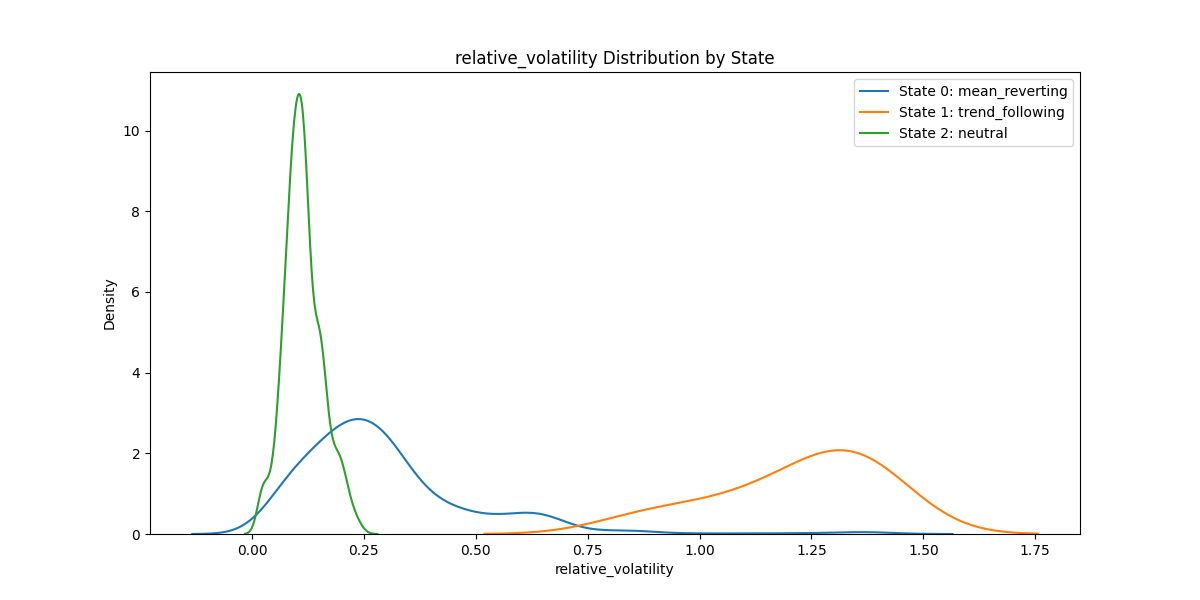 relative_volatility Distribution by State
State 0: mean_reverting
State 1: trend_following
State 2: neutral
Density
10
8
6
4
2
0
0.00 0.25 0.50 0.75 1.00 1.25 1.50 1.75
relative_volatility